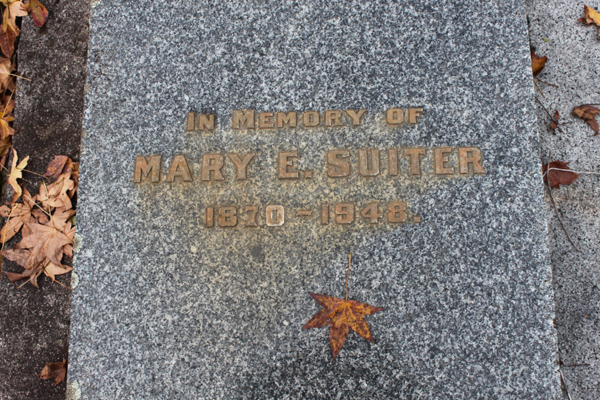 IN MEMORY OF
MARY E. SUITER
1870 - 1948.